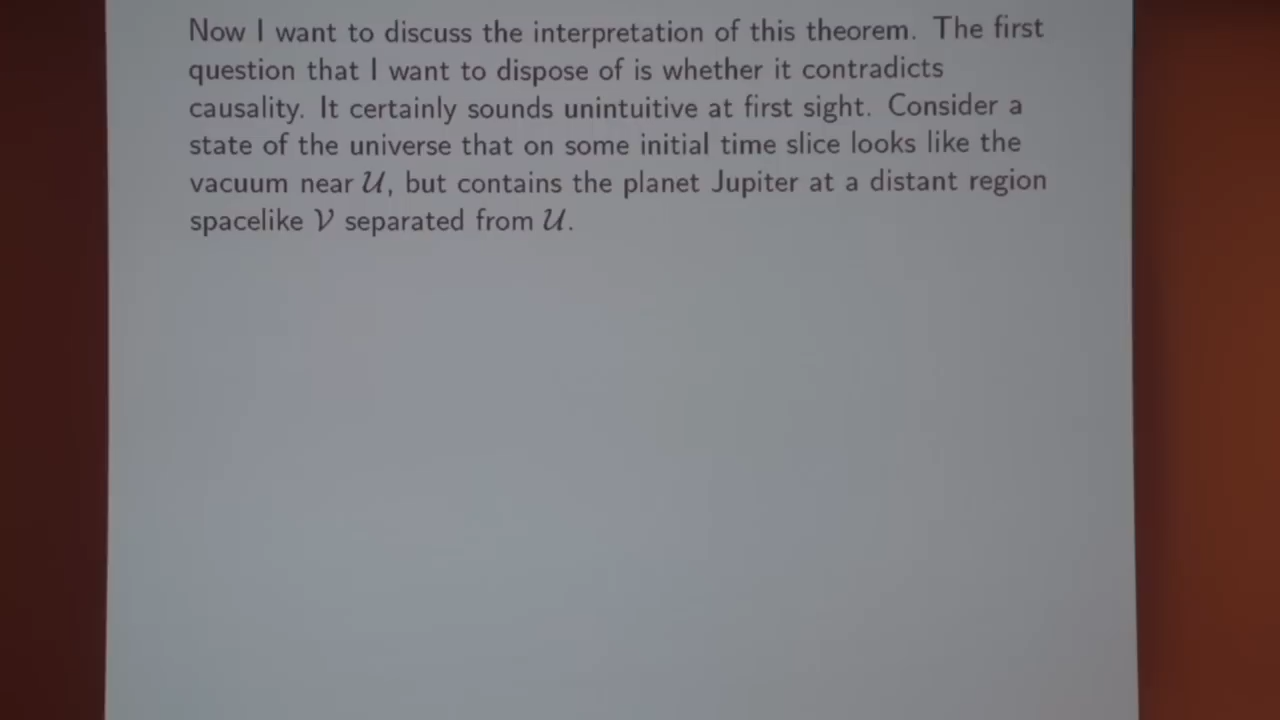 Now I want to discuss the interpretation of this theorem. The first
question that I want to dispose of is whether it contradicts
causality. It certainly sounds unintuitive at first sight. Consider a
state of the universe that on some initial time slice looks like the
vacuum near 𝒰, but contains the planet Jupiter at a distant region
spacelike 𝒱 separated from 𝒰.